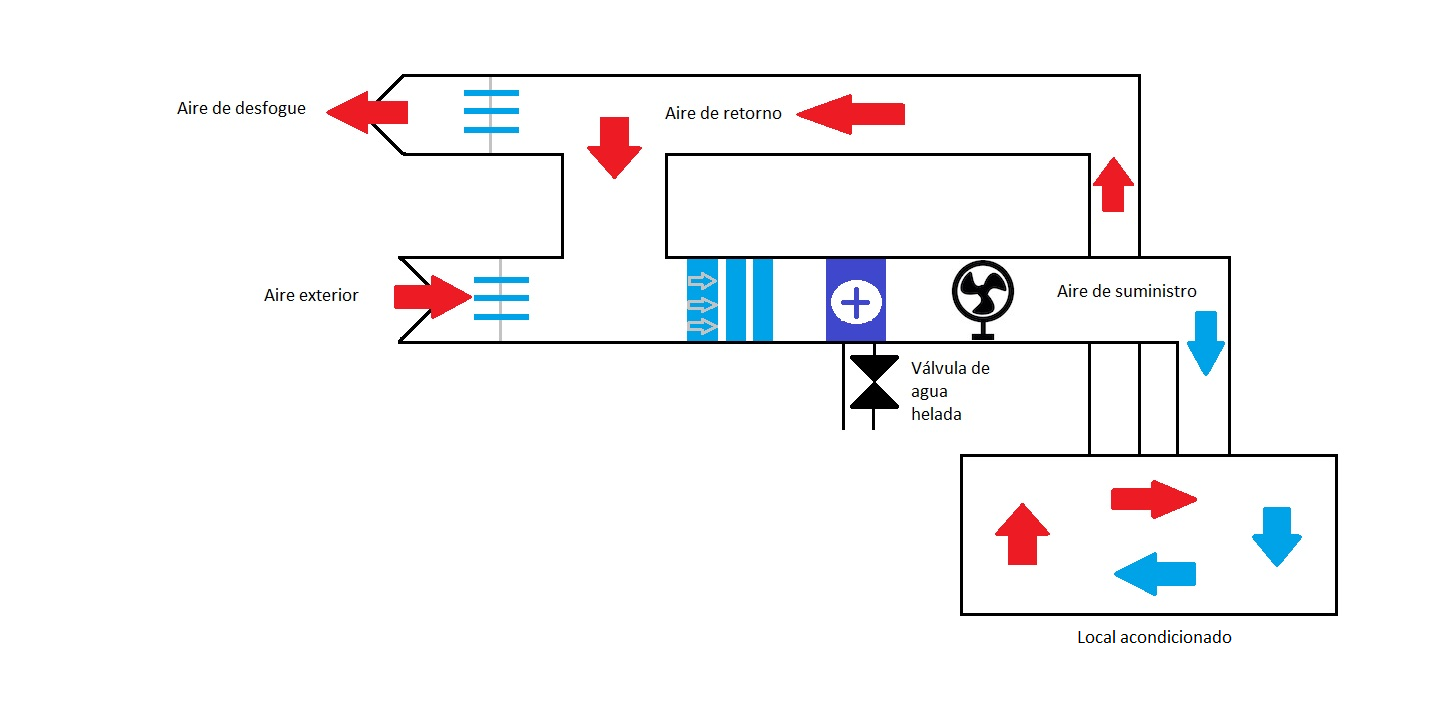 Aire de desfogue
Aire de retorno
Aire exterior
Aire de suministro
Válvula de
agua
helada
Local acondicionado